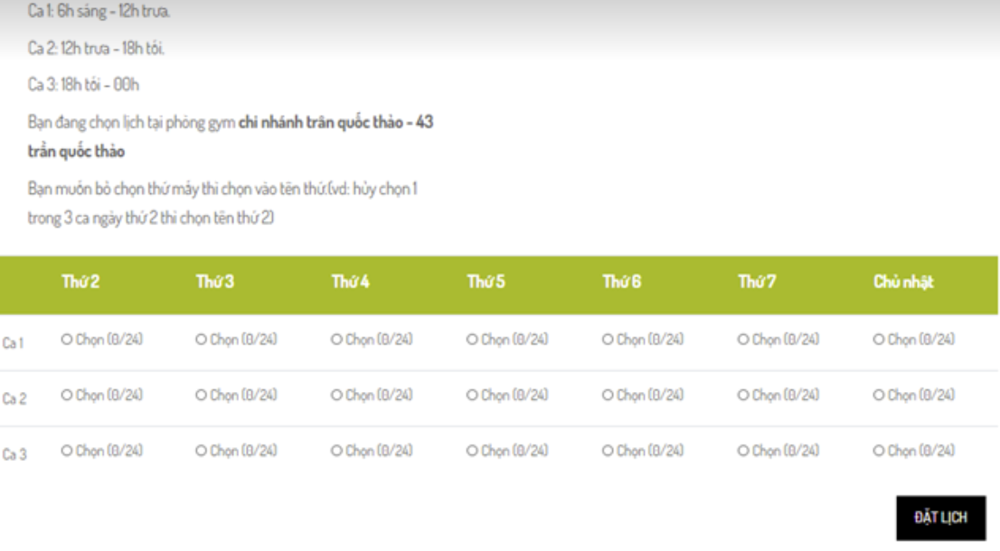 Ca 1: 6h sáng - 12h trưa.
Ca 2: 12h trưa - 18h tối.
Ca 3: 18h tối - 00h
Bạn đang chọn lịch tại phòng gym chi nhánh trần quốc thảo - 43
trần quốc thảo
Bạn muốn bỏ chọn thứ mấy thì chọn vào tên thứ.(vd: hủy chọn 1
trong 3 ca ngày thứ 2 thì chọn tên thứ 2)
Thứ 2 Thứ 3 Thứ 4 Thứ 5 Thứ 6 Thứ 7 Chủ nhật
Ca 1 Chọn (0/24) Chọn (0/24) Chọn (0/24) Chọn (0/24) Chọn (0/24) Chọn (0/24) Chọn (0/24)
Ca 2 Chọn (0/24) Chọn (0/24) Chọn (0/24) Chọn (0/24) Chọn (0/24) Chọn (0/24) Chọn (0/24)
Ca 3 Chọn (0/24) Chọn (0/24) Chọn (0/24) Chọn (0/24) Chọn (0/24) Chọn (0/24) Chọn (0/24)
ĐẶT LỊCH